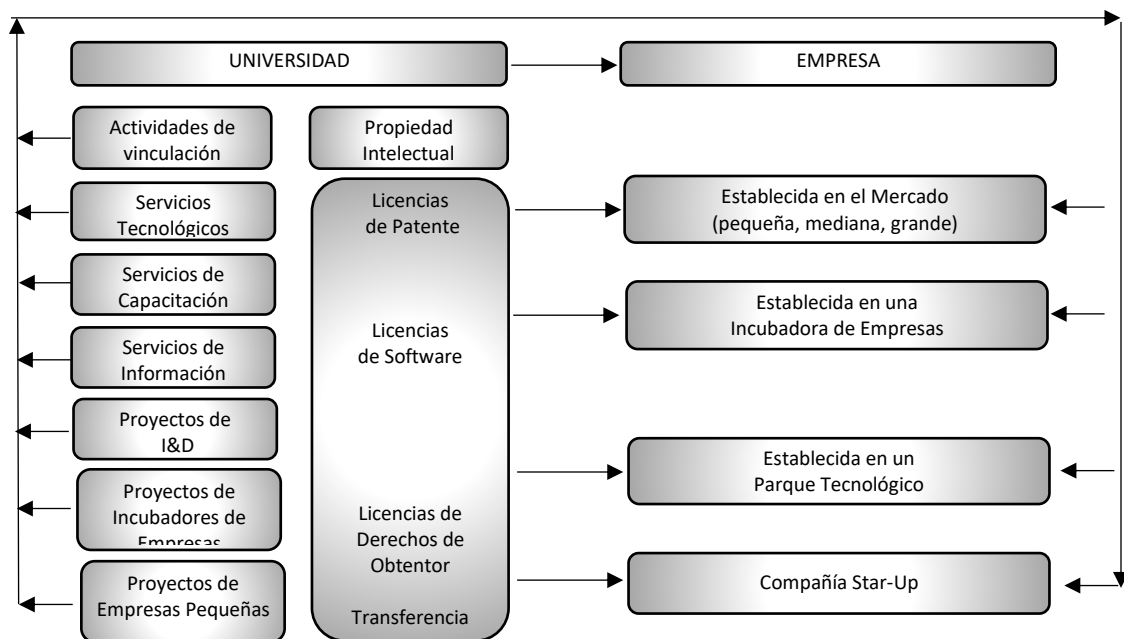 UNIVERSIDAD
EMPRESA
Actividades de
vinculación
Propiedad
Intelectual
Servicios
Tecnológicos
Servicios de
Capacitación
Servicios de
Información
Proyectos de
I&D
Proyectos de
Incubadores de
Empresas
Proyectos de
Empresas Pequeñas
Licencias
de Patente
Licencias
de Software
Licencias de
Derechos de
Obtentor
Transferencia
Establecida en el Mercado
(pequeña, mediana, grande)
Establecida en una
Incubadora de Empresas
Establecida en un
Parque Tecnológico
Compañía Star-Up